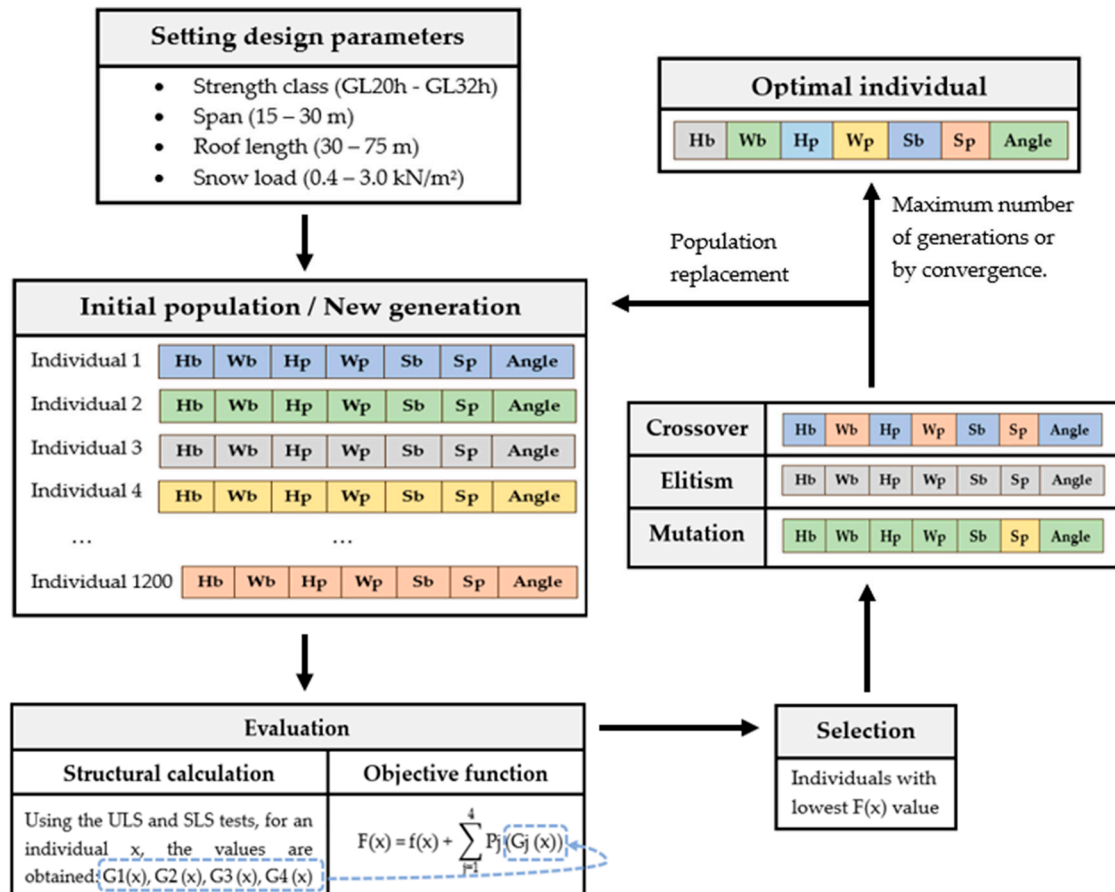 Setting design parameters
• Strength class (GL20h - GL32h)
• Span (15 – 30 m)
• Roof length (30 – 75 m)
• Snow load (0.4 – 3.0 kN/m²)
Optimal individual
Hb Wb Hp Wp Sb Sp Angle
Population
replacement
Maximum number
of generations or
by convergence.
Initial population / New generation
Individual 1 Hb Wb Hp Wp Sb Sp Angle
Individual 2 Hb Wb Hp Wp Sb Sp Angle
Individual 3 Hb Wb Hp Wp Sb Sp Angle
Individual 4 Hb Wb Hp Wp Sb Sp Angle
... ...
Individual 1200 Hb Wb Hp Wp Sb Sp Angle
Crossover Hb Wb Hp Wp Sb Sp Angle
Elitism Hb Wb Hp Wp Sb Sp Angle
Mutation Hb Wb Hp Wp Sb Sp Angle
Evaluation
Structural calculation
Using the ULS and SLS tests, for an
individual x, the values are
obtained: G1(x), G2 (x), G3 (x), G4 (x)
Objective function
4
F(x) = f(x) + ∑ Pj (Gj (x))
j=1
Selection
Individuals with
lowest F(x) value